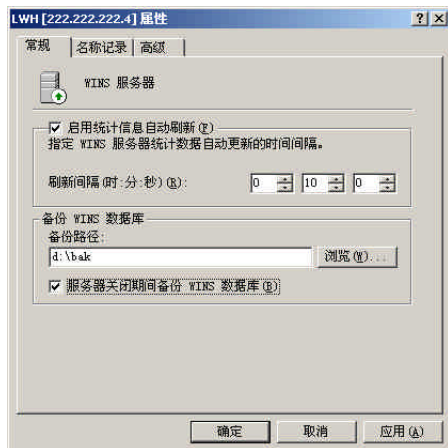 LWH [222.222.222.4] 属性
常规 名称记录 高级
WINS 服务器
启用统计信息自动刷新(F)
指定 WINS 服务器统计数据自动更新的时间间隔。
刷新间隔(时:分:秒)(R): 0 10 0
备份 WINS 数据库
备份路径:
d:\bak 浏览(W)...
服务器关闭期间备份 WINS 数据库(B)
确定 取消 应用(A)